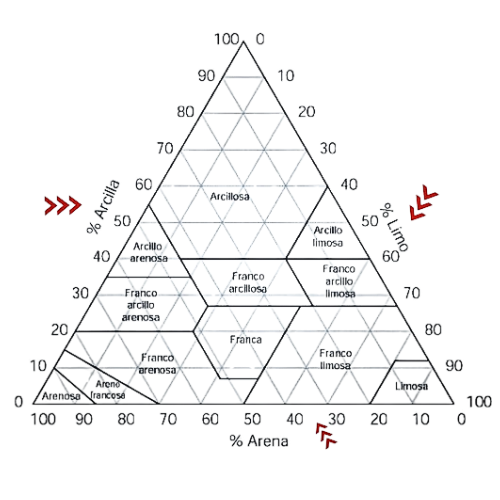 100 0
90 10
80 20
70 30
60 40
% Arcilla
% Limo
Arcillosa
50 50
Arcillo
limosa
Arcillo
arenosa
40 60
Franco
arcillosa
Franco
arcillo
limosa
30 70
Franco
arcillo
arenosa
20 80
Franca
Franco
arenosa
Franco
limosa
10 90
Arenosa
Areno
francosa
Limosa
0 100
100 90 80 70 60 50 40 30 20 10 0
% Arena